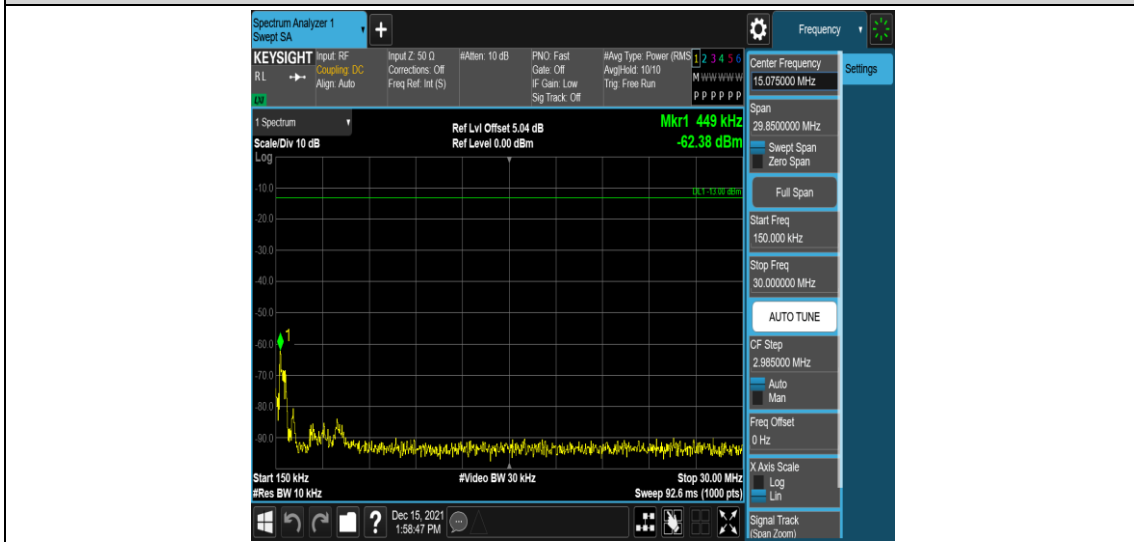 Spectrum Analyzer 1
Swept SA
+
Frequency
KEYSIGHT
RL
LXI
Input: RF
Coupling: DC
Align: Auto
Input Z: 50 Ω
Corrections: Off
Freq Ref: Int (S)
#Atten: 10 dB
PNO: Fast
Gate: Off
IF Gain: Low
Sig Track: Off
#Avg Type: Power (RMS
Avg|Hold: 10/10
Trig: Free Run
1 2 3 4 5 6
M W W W W W
P P P P P P
1 Spectrum
Scale/Div 10 dB
Log
Ref Lvl Offset 5.04 dB
Ref Level 0.00 dBm
Mkr1 449 kHz
-62.38 dBm
DL1 -13.00 dBm
-10.0
-20.0
-30.0
-40.0
-50.0
-60.0
-70.0
-80.0
-90.0
1
Start 150 kHz
#Res BW 10 kHz
#Video BW 30 kHz
Stop 30.00 MHz
Sweep 92.6 ms (1000 pts)
Center Frequency
15.075000 MHz
Settings
Span
29.8500000 MHz
Swept Span
Zero Span
Full Span
Start Freq
150.000 kHz
Stop Freq
30.000000 MHz
AUTO TUNE
CF Step
2.985000 MHz
Auto
Man
Freq Offset
0 Hz
X Axis Scale
Log
Lin
Signal Track
(Span Zoom)
?
Dec 15, 2021
1:58:47 PM